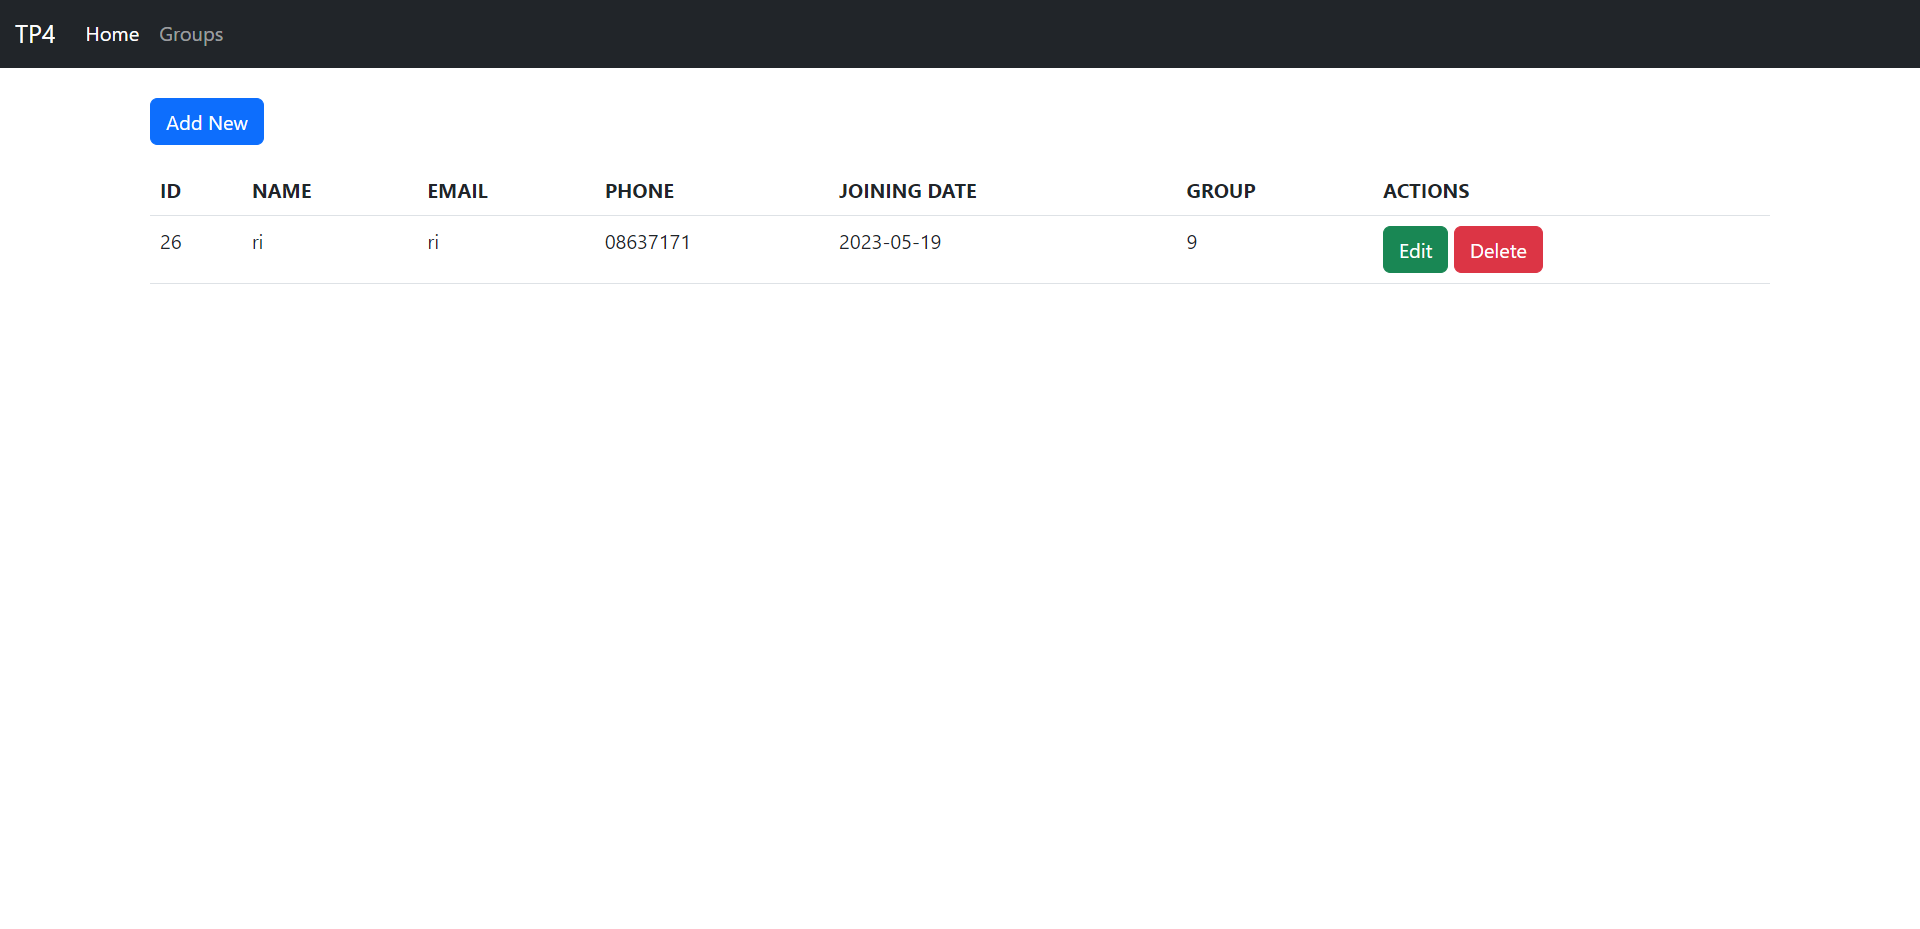 TP4 Home Groups
Add New
ID NAME EMAIL PHONE JOINING DATE GROUP ACTIONS
26 ri ri 08637171 2023-05-19 9 Edit Delete